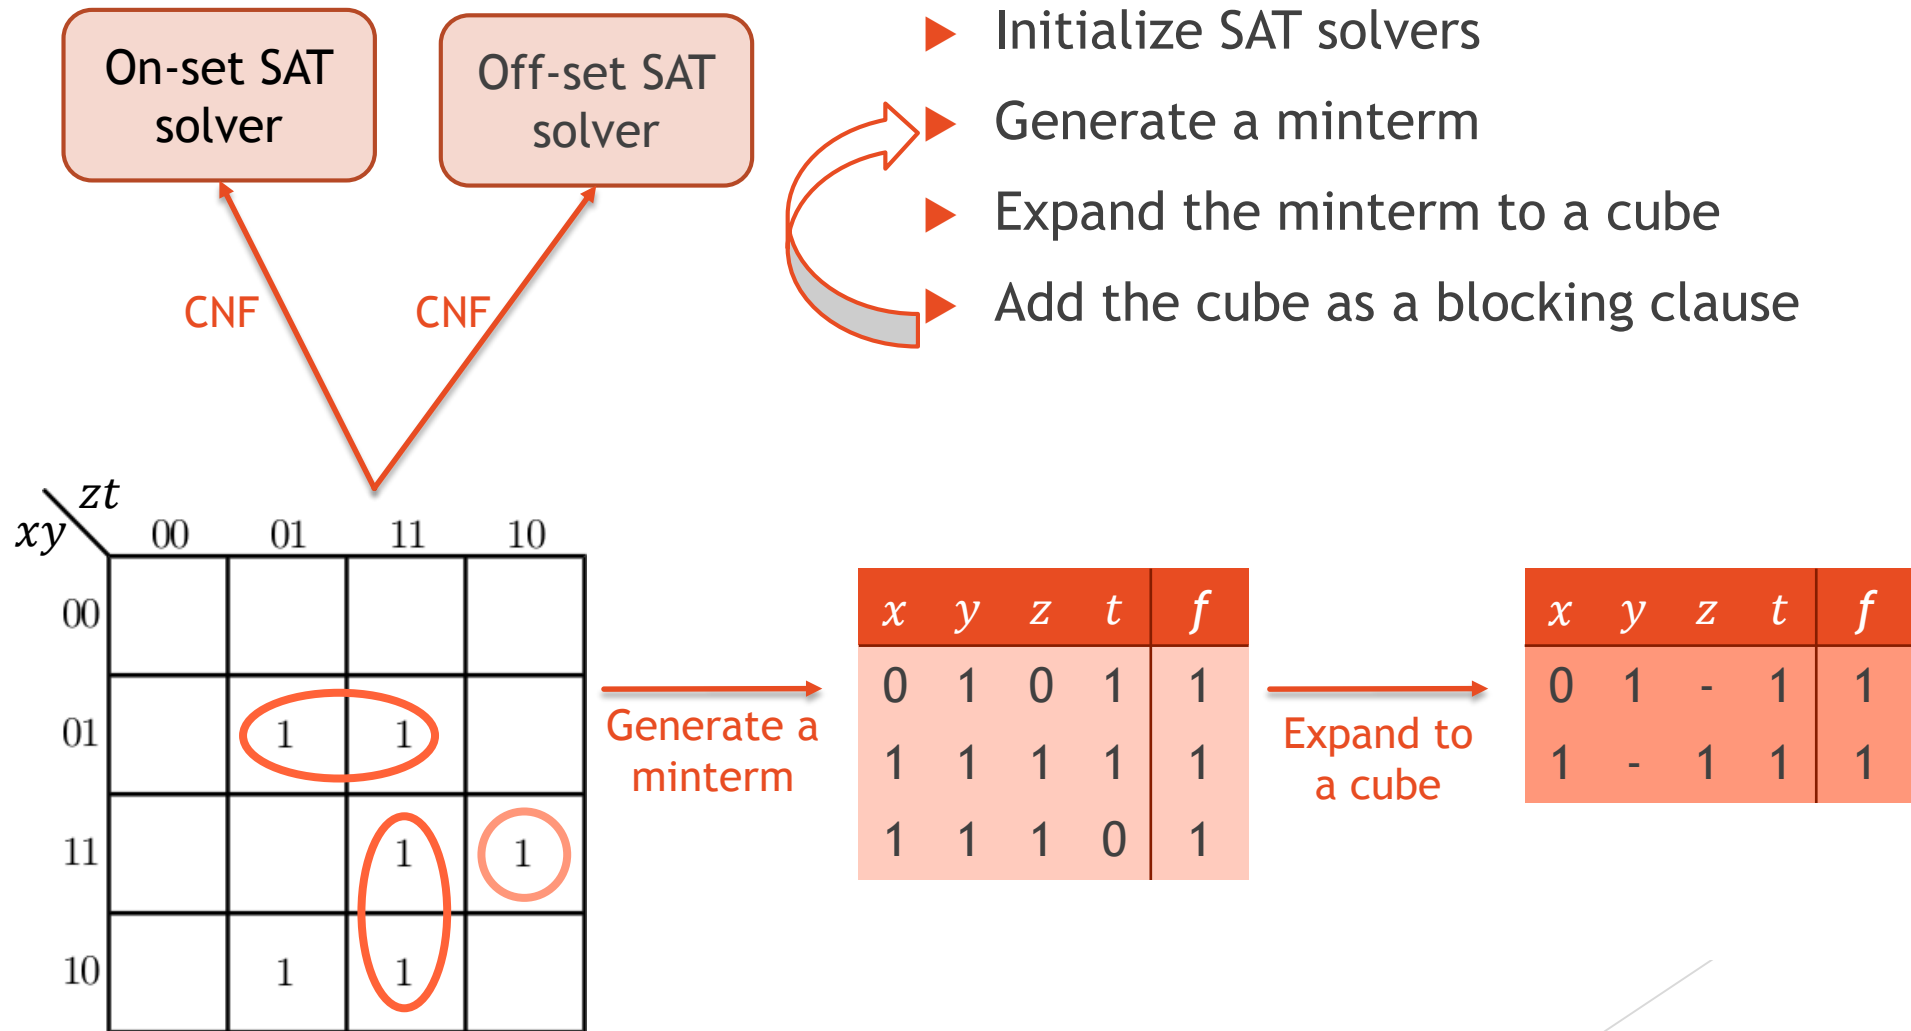 On-set SAT
solver
Off-set SAT
solver
Initialize SAT solvers
Generate a minterm
Expand the minterm to a cube
Add the cube as a blocking clause
CNF
CNF
zt
xy
00 01 11 10
00
01 1 1
11 1 1
10 1 1
Generate a
minterm
x y z t f
0 1 0 1 1
1 1 1 1 1
1 1 1 0 1
Expand to
a cube
x y z t f
0 1 - 1 1
1 - 1 1 1